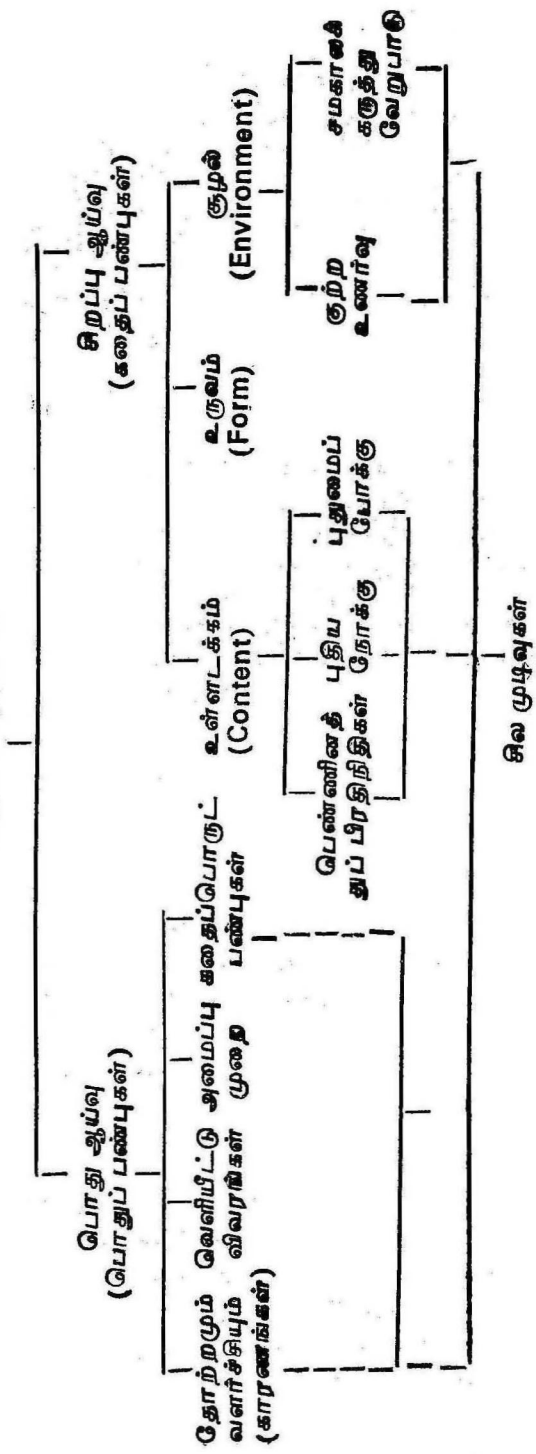 பொது ஆய்வு
(பொதுப் பண்புகள்)
சிறப்பு ஆய்வு
(கதைப் பண்புகள்)
தோற்றமும்
வளர்ச்சியும்
(காரணங்கள்)
வெளியீட்டு
விவரங்கள்
அமைப்பு
முறை
கதைப்பொருட்
பண்புகள்
உள்ளடக்கம்
(Content)
உருவம்
(Form)
சூழல்
(Environment)
பெண்ணினத்
துப் பிரதிநிதிகள்
புதிய
நோக்கு
புதுமைப்
போக்கு
குற்ற
உணர்வு
சமகாலக்
கருத்து
வேறுபாடு
சில முடிவுகள்